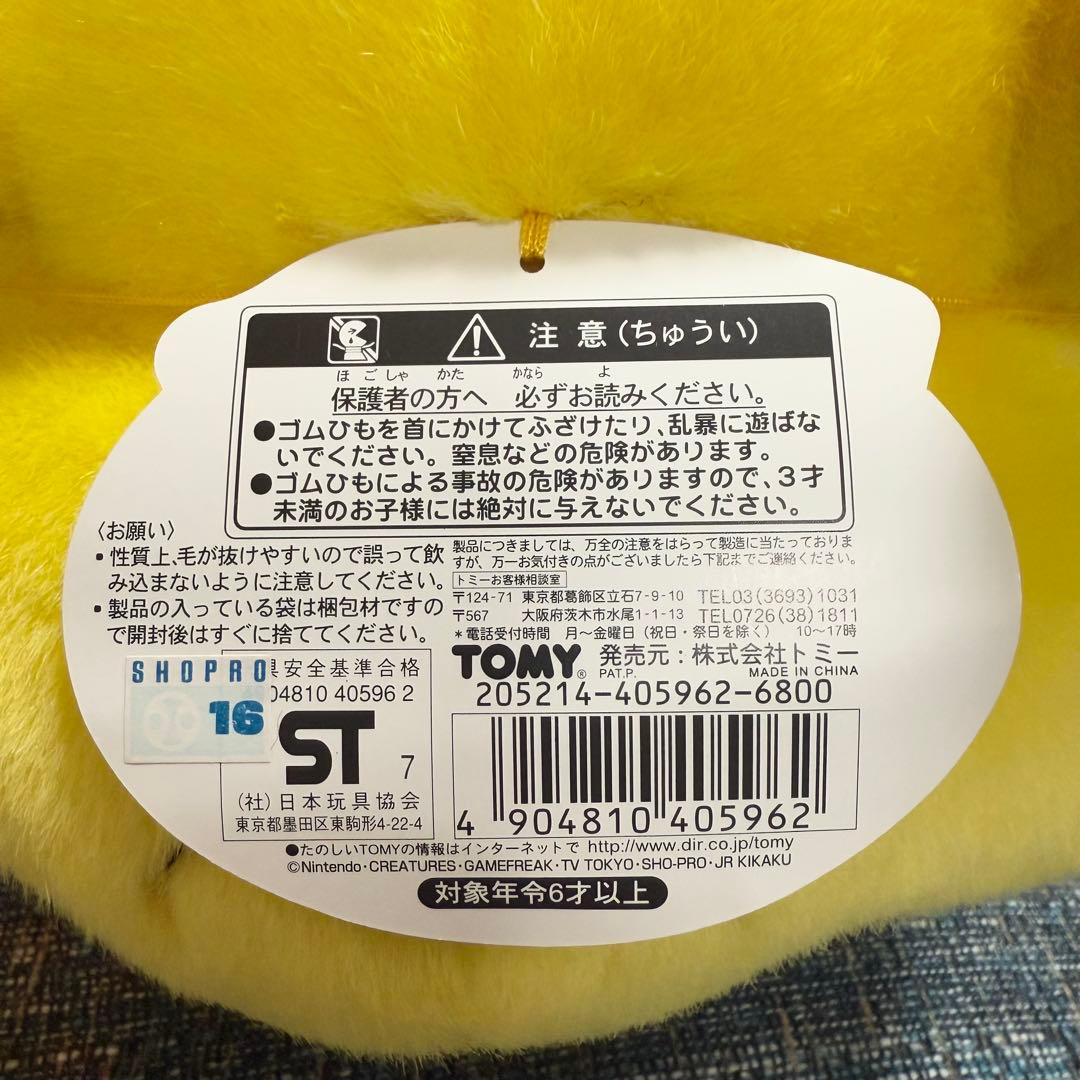 注意(ちゅうい)
ほごしゃ かた かなら よ
保護者の方へ 必ずお読みください。
●ゴムひもを首にかけてふざけたり、乱暴に遊ばな
いでください。窒息などの危険があります。
●ゴムひもによる事故の危険がありますので、3才
未満のお子様には絶対に与えないでください。
〈お願い〉
・性質上、毛が抜けやすいので誤って飲
み込まないように注意してください。
・製品の入っている袋は梱包材ですの
で開封後はすぐに捨ててください。
製品につきましては、万全の注意をはらって製造に当たっておりま
すが、万一お気付きの点がございましたら下記までご連絡ください。
トミーお客様相談室
〒124-71 東京都葛飾区立石7-9-10 TEL03(3693)1031
〒567 大阪府茨木市水尾1-1-13 TEL0726(38)1811
*電話受付時間 月〜金曜日(祝日・祭日を除く) 10〜17時
TOMY® 発売元:株式会社トミー
PAT.P. MADE IN CHINA
205214-405962-6800
4 904810 405962
SHOPRO
16
安全基準合格
04810 40596 2
ST 7
(社)日本玩具協会
東京都墨田区東駒形4-22-4
●たのしいTOMYの情報はインターネットで http://www.dir.co.jp/tomy
©Nintendo・CREATURES・GAMEFREAK・TV TOKYO・SHO-PRO・JR KIKAKU
対象年令6才以上